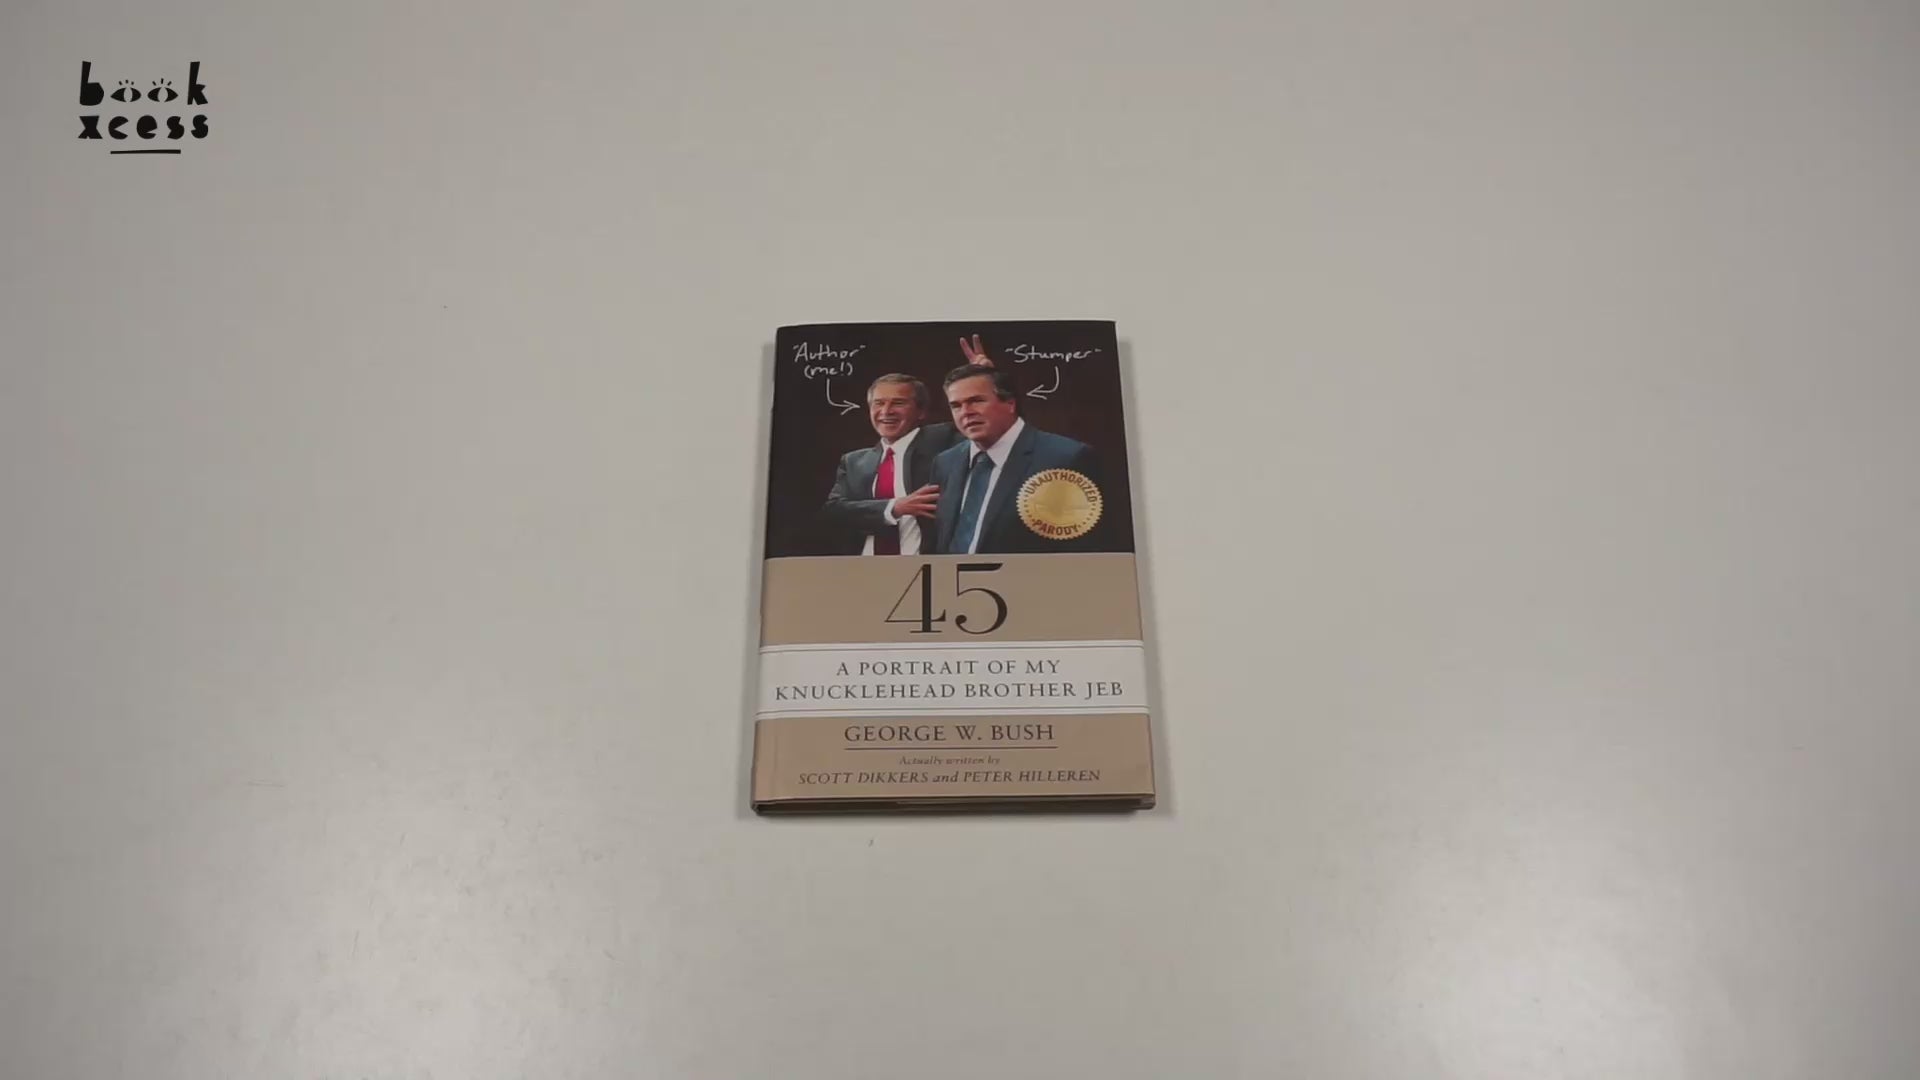 book
xcess
"Author"
(me!)
"Stumper"
UNAUTHORIZED
PARODY
45
A PORTRAIT OF MY
KNUCKLEHEAD BROTHER JEB
GEORGE W. BUSH
Actually written by
SCOTT DIKKERS and PETER HILLEREN